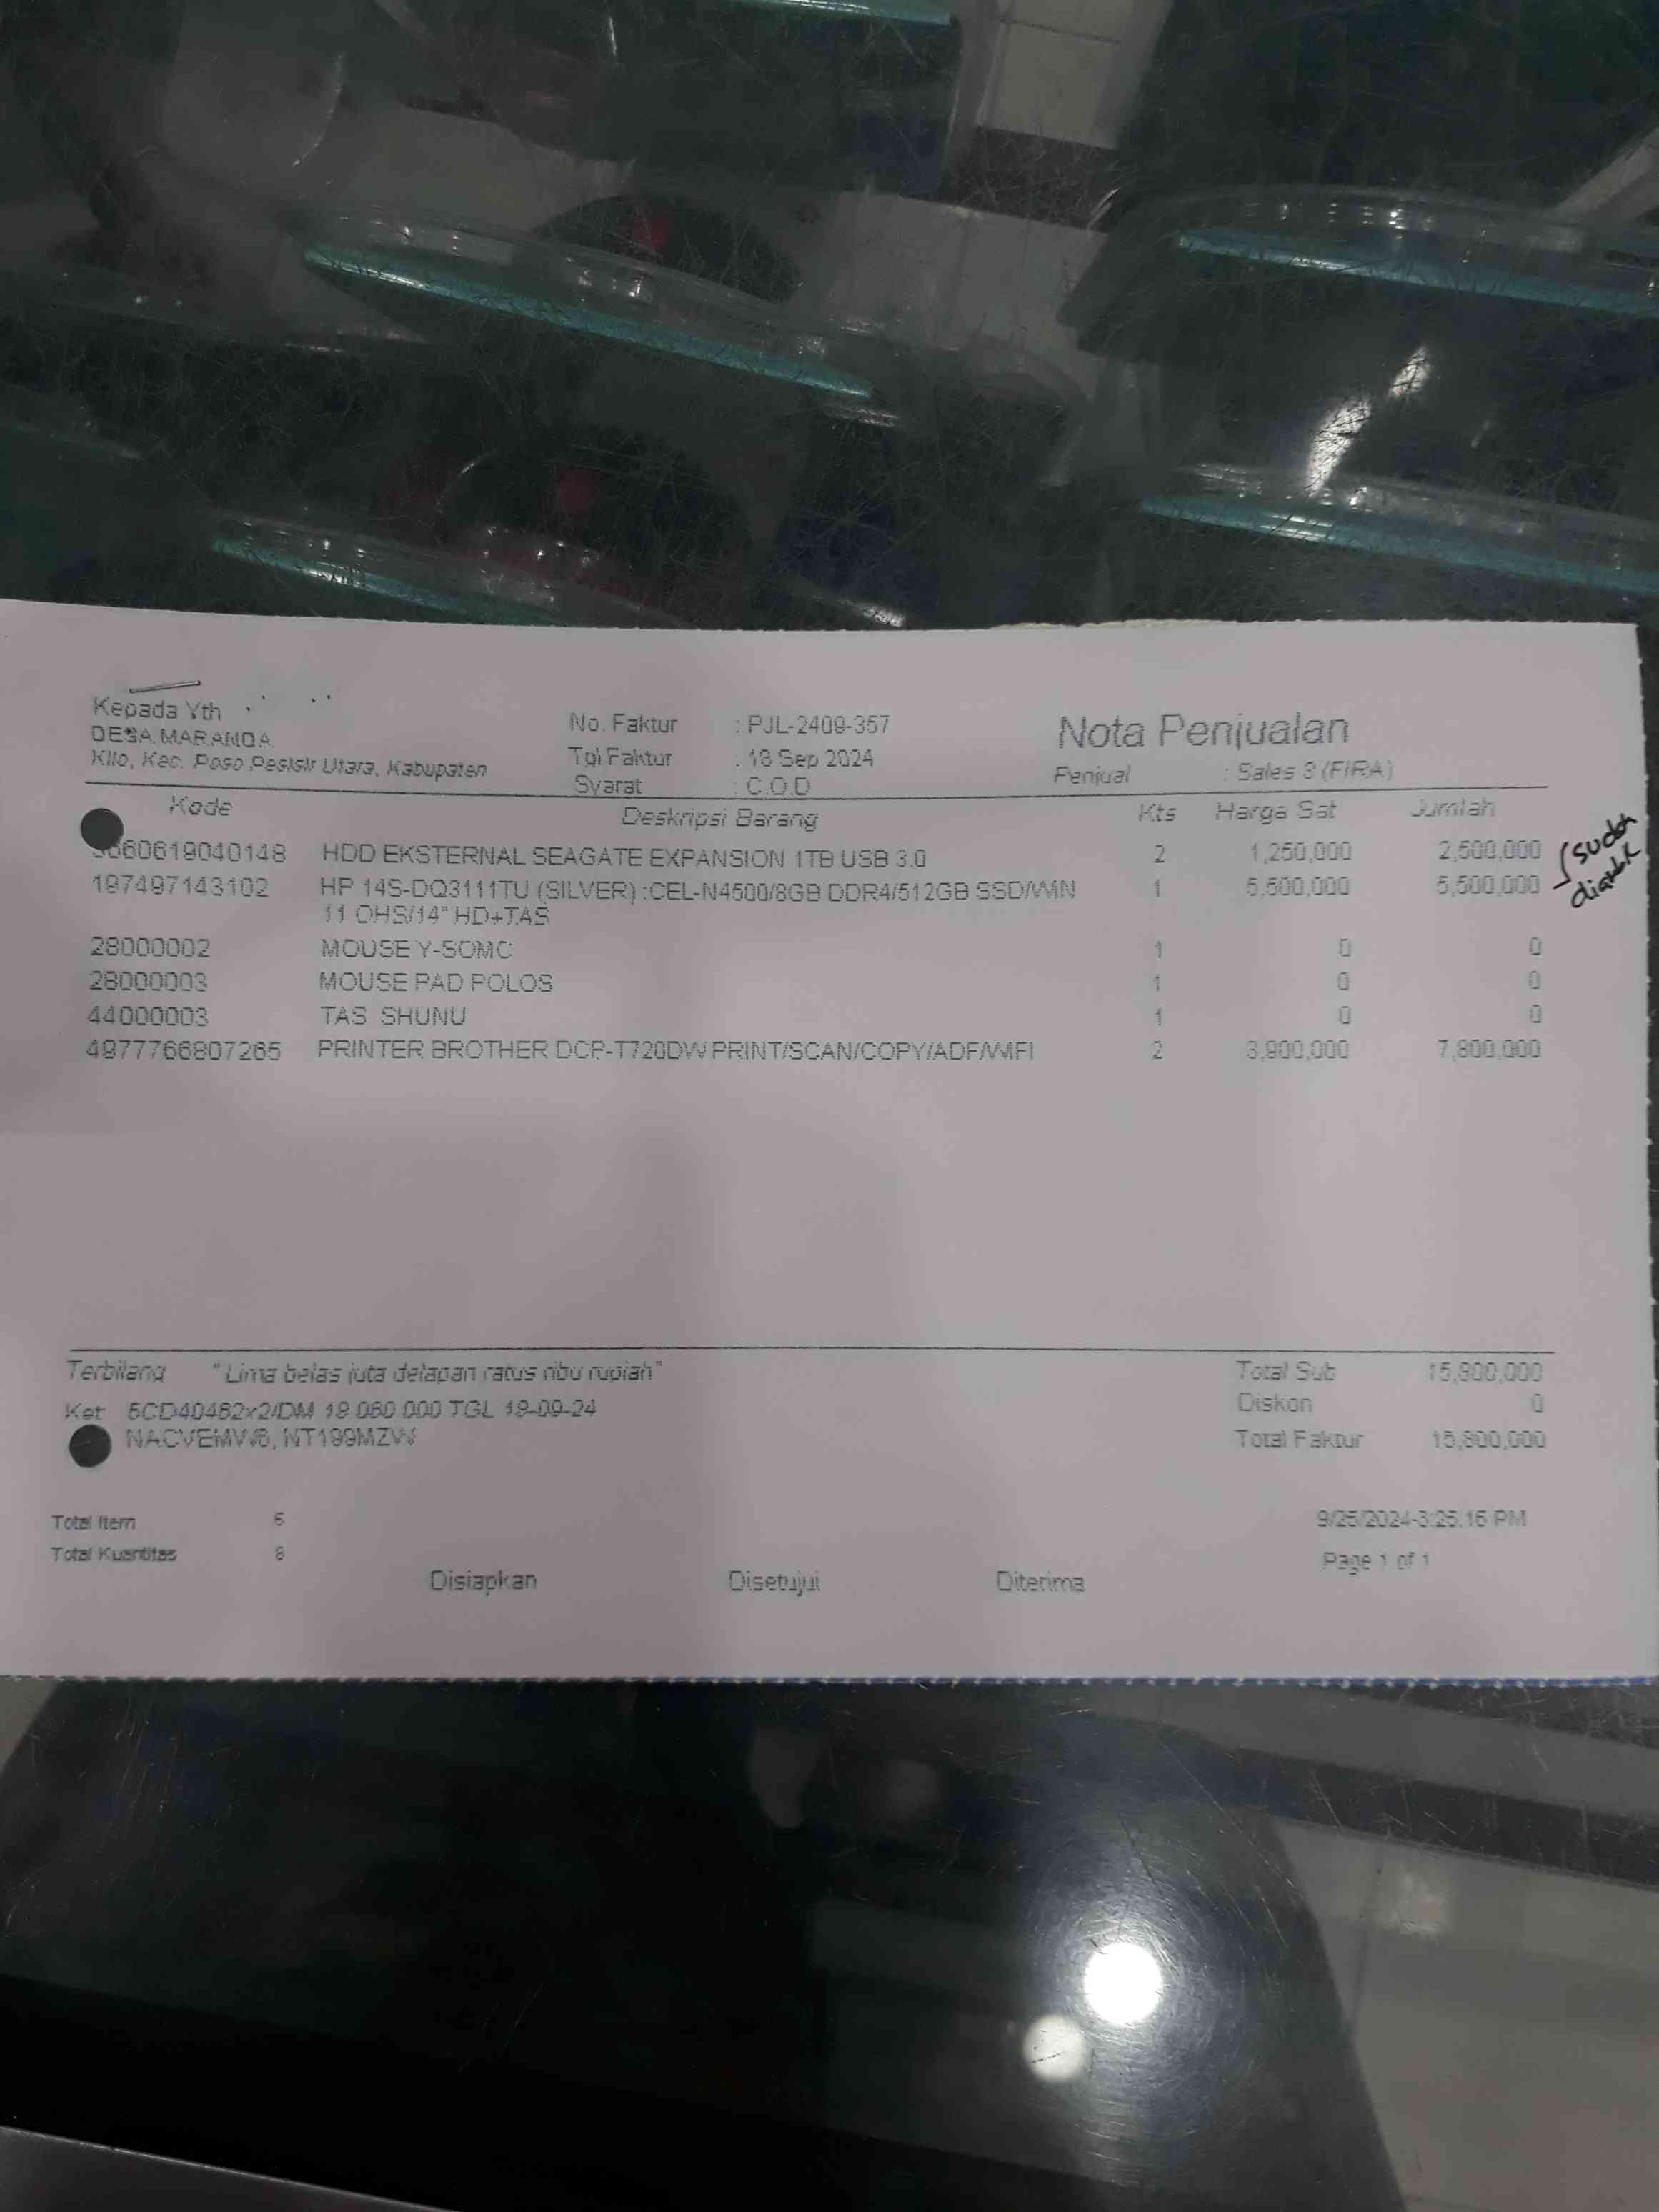 Kepada Yth
DESA MARANDA
Kilo, Kec. Poso Pesisir Utara, Kabupaten
No. Faktur : PJL-2409-357
Tgl Faktur : 18 Sep 2024
Syarat : C.O.D
Nota Penjualan
Penjual : Sales 3 (FIRA)
Kode Deskripsi Barang Kts Harga Sat Jumlah
HDD EKSTERNAL SEAGATE EXPANSION 1TB USB 3.0 2 1,250,000 2,500,000
197497143102 HP 14S-DQ3111TU (SILVER) :CEL-N4500/8GB DDR4/512GB SSD/WIN 1 5,500,000 5,500,000
11 OHS/14" HD+TAS
28000002 MOUSE Y-SOMC 1 0 0
28000003 MOUSE PAD POLOS 1 0 0
44000003 TAS SHUNU 1 0 0
4977766807265 PRINTER BROTHER DCP-T720DW PRINT/SCAN/COPY/ADF/WIFI 2 3,900,000 7,800,000
sudah
Terbilang "Lima belas juta delapan ratus ribu rupiah"
Ket TGL 19-09-24
Total Sub 15,800,000
Diskon 0
Total Faktur 15,800,000
Total Item 6
Total Kuantitas 8
9/25/2024-3:25:16 PM
Page 1 of 1
Disiapkan Disetujui Diterima